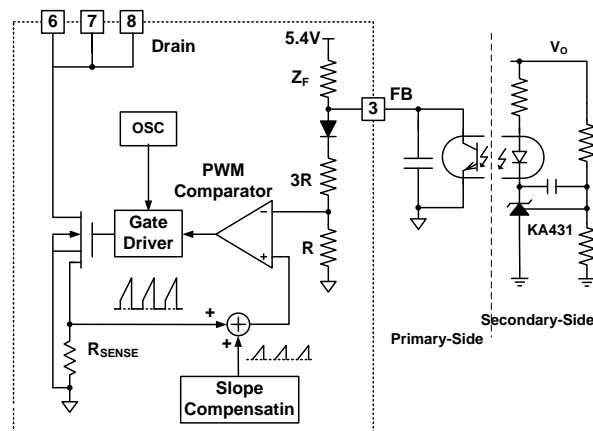 6 7 8
Drain
5.4V
Z_F
3 FB
V_O
OSC
PWM
Comparator
3R
R
Gate
Driver
−
+
KA431
+
+
R_SENSE
Slope
Compensatin
Primary-Side
Secondary-Side